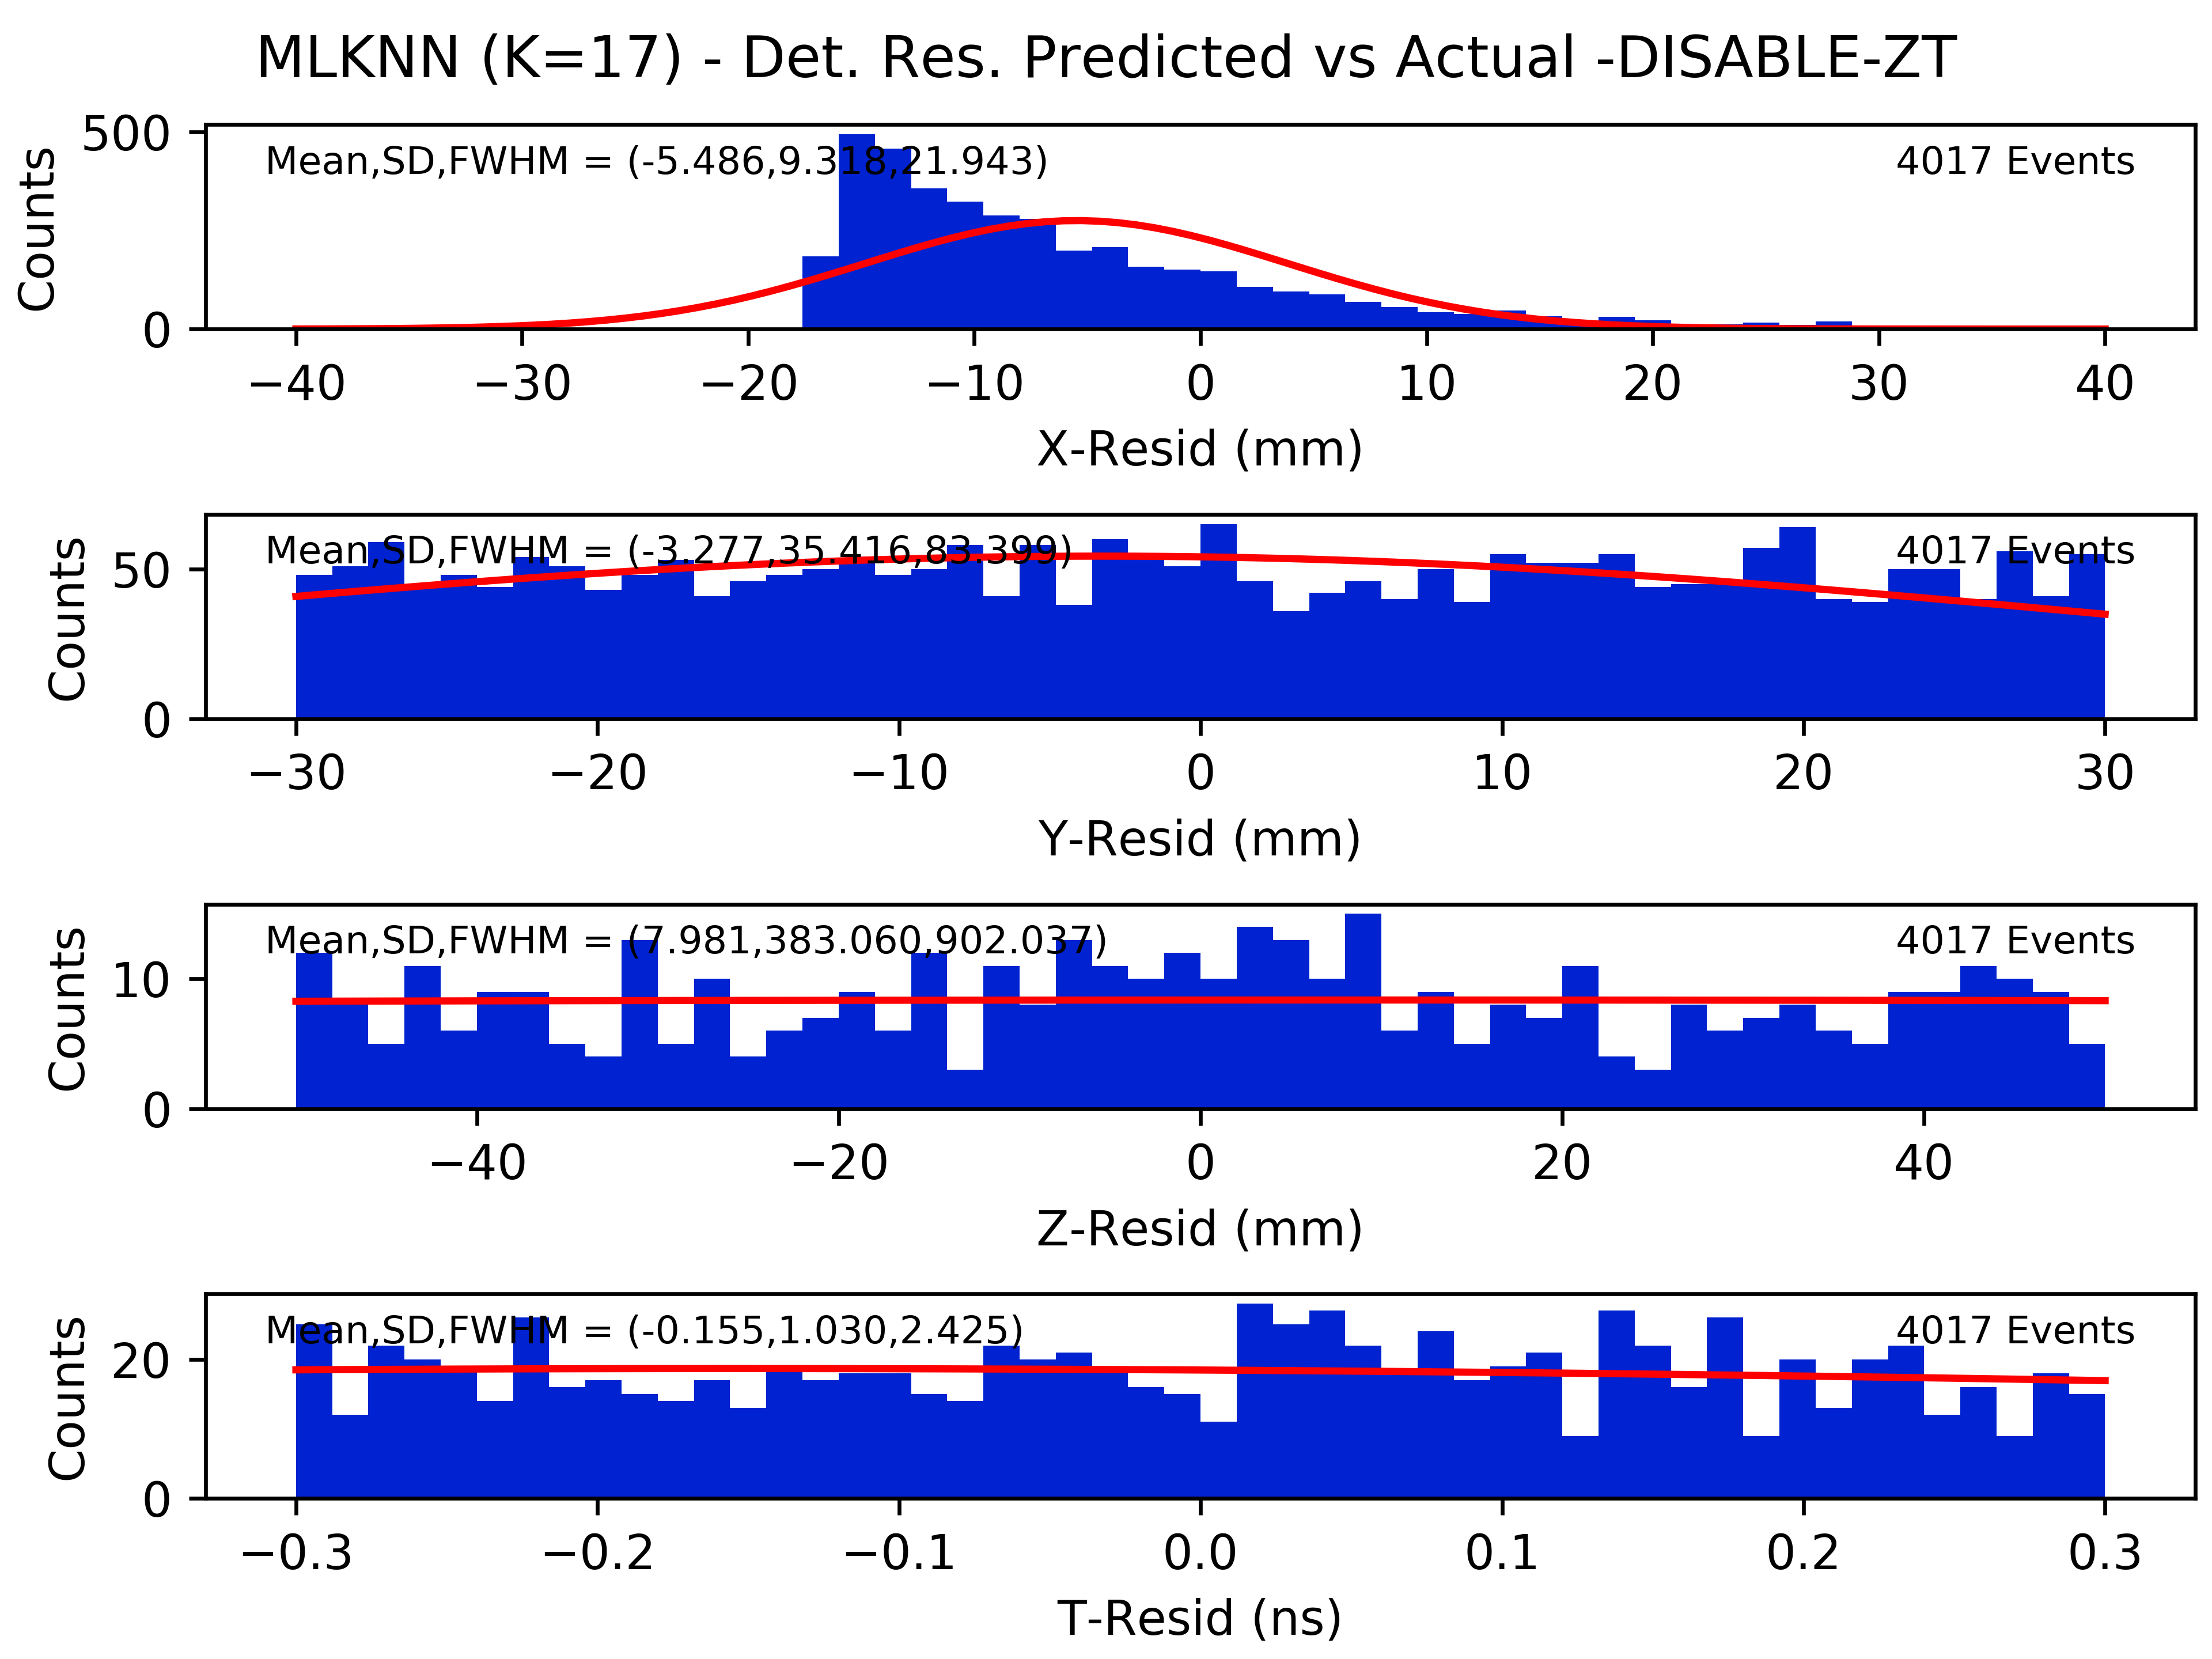 MLKNN (K=17) - Det. Res. Predicted vs Actual -DISABLE-ZT
500
0
Counts
Mean,SD,FWHM = (-5.486,9.318,21.943)
4017 Events
−40 −30 −20 −10 0 10 20 30 40
X-Resid (mm)
50
0
Counts
Mean,SD,FWHM = (-3.277,35.416,83.399)
4017 Events
−30 −20 −10 0 10 20 30
Y-Resid (mm)
10
0
Counts
Mean,SD,FWHM = (7.981,383.060,902.037)
4017 Events
−40 −20 0 20 40
Z-Resid (mm)
20
0
Counts
Mean,SD,FWHM = (-0.155,1.030,2.425)
4017 Events
−0.3 −0.2 −0.1 0.0 0.1 0.2 0.3
T-Resid (ns)